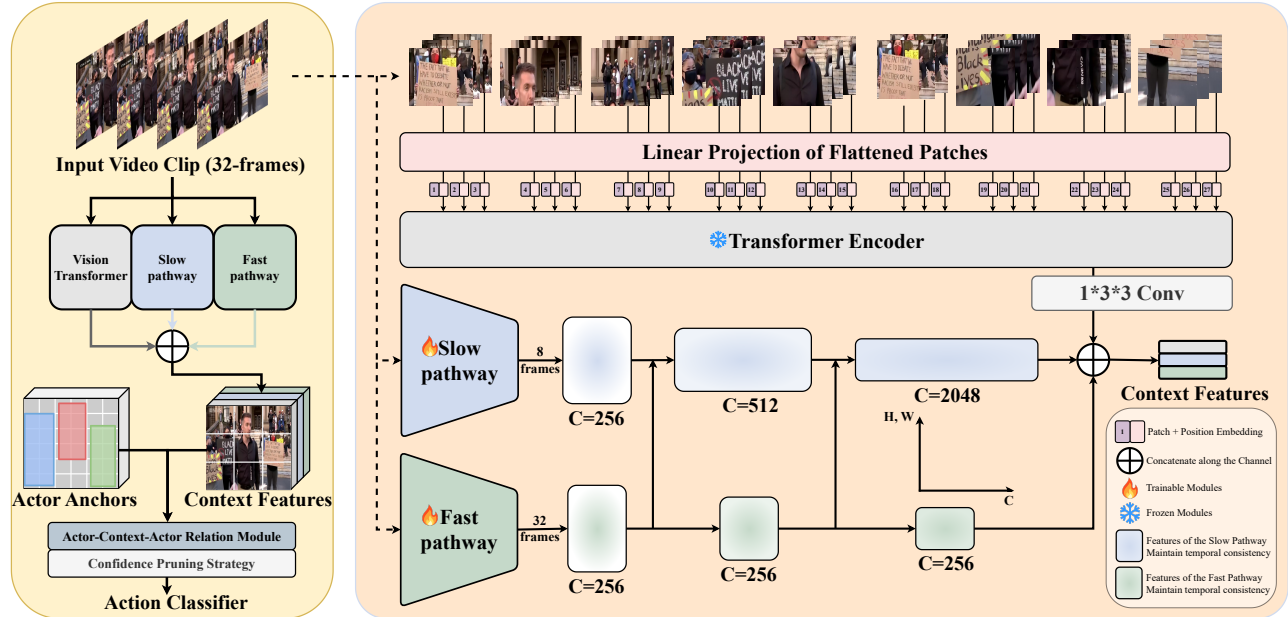 Input Video Clip (32-frames)
Vision
Transformer
Slow
pathway
Fast
pathway
Actor Anchors
Context Features
Actor-Context-Actor Relation Module
Confidence Pruning Strategy
Action Classifier
BLACK
LIVES
MATTER
Linear Projection of Flattened Patches
1 2 3 4 5 6 7 8 9 10 11 12 13 14 15 16 17 18 19 20 21 22 23 24 25 26 27
Transformer Encoder
1*3*3 Conv
Slow
pathway
8
frames
C=256
C=512
C=2048
Context Features
H, W
C
Fast
pathway
32
frames
C=256
C=256
C=256
1
Patch + Position Embedding
Concatenate along the Channel
Trainable Modules
Frozen Modules
Features of the Slow Pathway
Maintain temporal consistency
Features of the Fast Pathway
Maintain temporal consistency